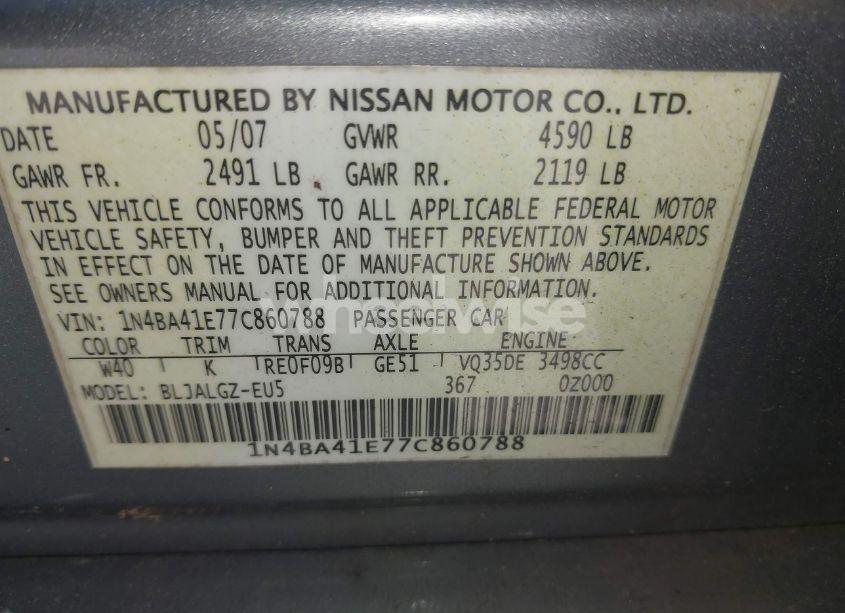 MANUFACTURED BY NISSAN MOTOR CO., LTD.
DATE 05/07 GVWR 4590 LB
GAWR FR. 2491 LB GAWR RR. 2119 LB
THIS VEHICLE CONFORMS TO ALL APPLICABLE FEDERAL MOTOR
VEHICLE SAFETY, BUMPER AND THEFT PREVENTION STANDARDS
IN EFFECT ON THE DATE OF MANUFACTURE SHOWN ABOVE.
SEE OWNERS MANUAL FOR ADDITIONAL INFORMATION.
VIN: 1N4BA41E77C860788 PASSENGER CAR
COLOR TRIM TRANS AXLE ENGINE
W40 K RE0F09B GE51 VQ35DE 3498CC
MODEL: BLJALGZ-EU5 367 0Z000
1N4BA41E77C860788